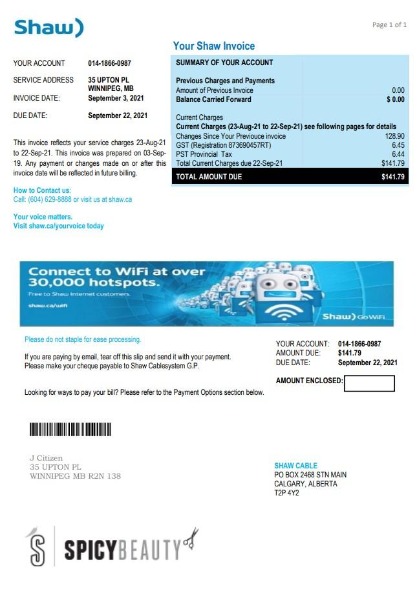 Shaw)
Page 1 of 1
Your Shaw Invoice
YOUR ACCOUNT 014-1866-0987
SERVICE ADDRESS 35 UPTON PL
WINNIPEG, MB
INVOICE DATE: September 3, 2021
DUE DATE: September 22, 2021
This invoice reflects your service charges 23-Aug-21
to 22-Sep-21. This invoice was prepared on 03-Sep-
19. Any payment or changes made on or after this
invoice date will be reflected in future billing.
How to Contact us:
Call: (604) 629-8888 or visit us at shaw.ca
Your voice matters.
Visit shaw.ca/yourvoice today
SUMMARY OF YOUR ACCOUNT
Previous Charges and Payments
Amount of Previous Invoice 0.00
Balance Carried Forward $ 0.00
Current Charges
Current Charges (23-Aug-21 to 22-Sep-21) see following pages for details
Changes Since Your Previouce invoice 128.90
GST (Registration 873690457RT) 6.45
PST Provincial Tax 6.44
Total Current Charges due 22-Sep-21 $141.79
TOTAL AMOUNT DUE $141.79
Connect to WiFi at over
30,000 hotspots.
Free to Shaw Internet customers
shaw.ca/wifi
Shaw) Go WiFi
Please do not staple for ease processing.
If you are paying by email, tear off this slip and send it with your payment.
Please make your cheque payable to Shaw Cablesystem G.P.
Looking for ways to pay your bil? Please refer to the Payment Options section below.
YOUR ACCOUNT: 014-1866-0987
AMOUNT DUE: $141.79
DUE DATE: September 22, 2021
AMOUNT ENCLOSED:
J Citizen
35 UPTON PL
WINNIPEG MB R2N 138
SHAW CABLE
PO BOX 2468 STN MAIN
CALGARY, ALBERTA
T2P 4Y2
S SPICYBEAUTY